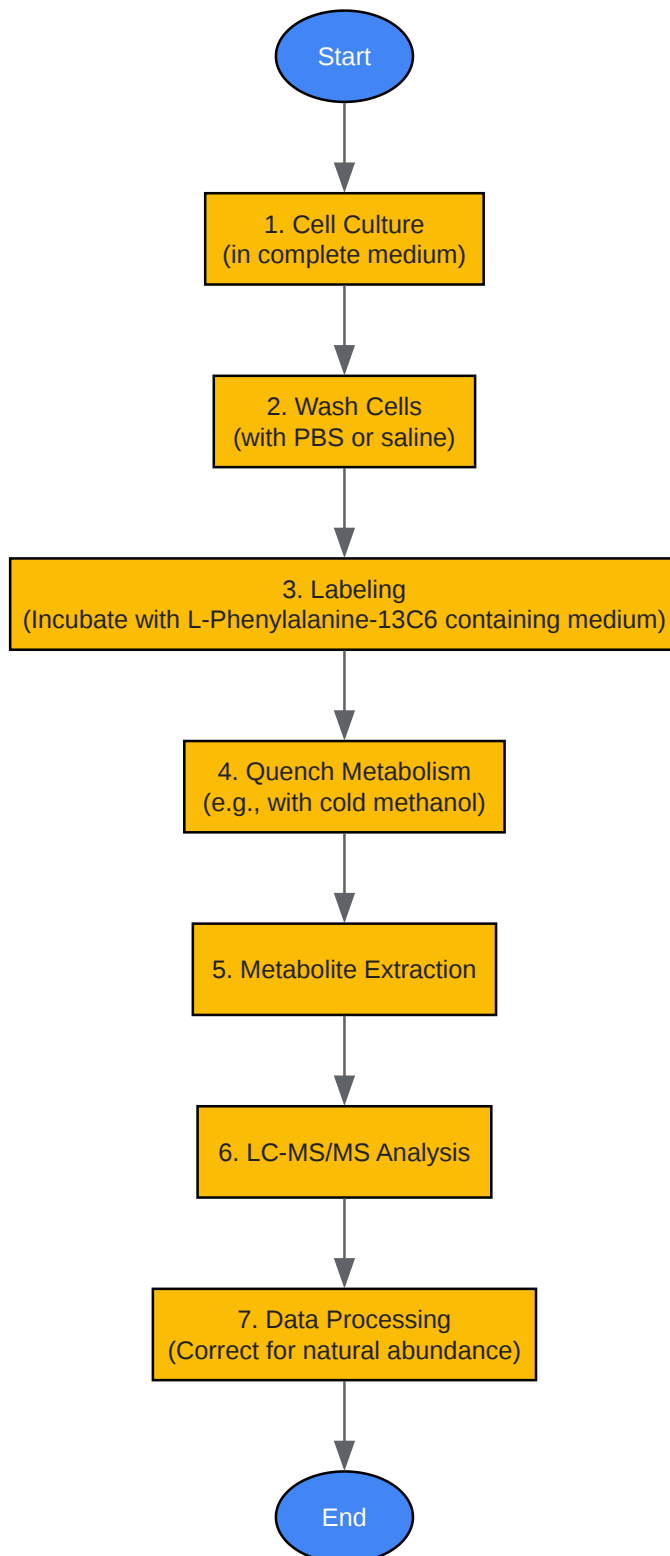 Start
1. Cell Culture
(in complete medium)
2. Wash Cells
(with PBS or saline)
3. Labeling
(Incubate with L-Phenylalanine-13C6 containing medium)
4. Quench Metabolism
(e.g., with cold methanol)
5. Metabolite Extraction
6. LC-MS/MS Analysis
7. Data Processing
(Correct for natural abundance)
End